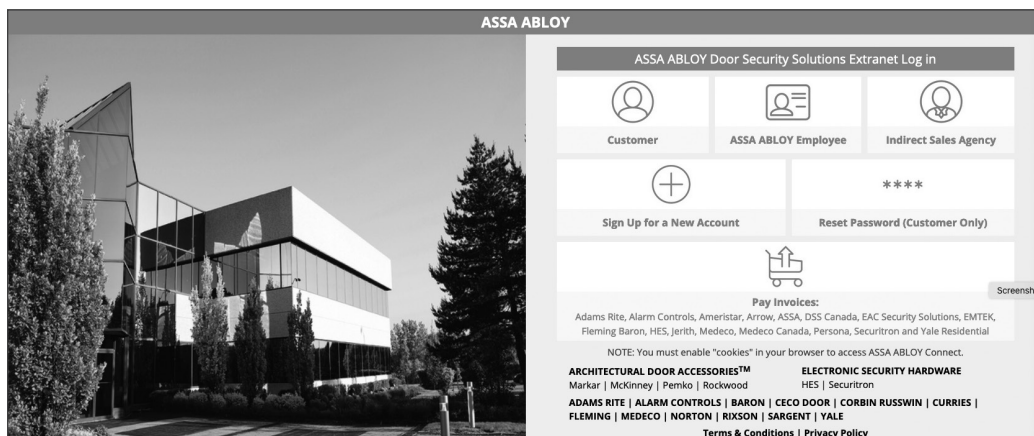 ASSA ABLOY
ASSA ABLOY Door Security Solutions Extranet Log in
Customer
ASSA ABLOY Employee
Indirect Sales Agency
Sign Up for a New Account
****
Reset Password (Customer Only)
Pay Invoices:
Adams Rite, Alarm Controls, Ameristar, Arrow, ASSA, DSS Canada, EAC Security Solutions, EMTEK,
Fleming Baron, HES, Jerith, Medeco, Medeco Canada, Persona, Securitron and Yale Residential
Screensh
NOTE: You must enable "cookies" in your browser to access ASSA ABLOY Connect.
ARCHITECTURAL DOOR ACCESSORIES™
Markar | McKinney | Pemko | Rockwood
ELECTRONIC SECURITY HARDWARE
HES | Securitron
ADAMS RITE | ALARM CONTROLS | BARON | CECO DOOR | CORBIN RUSSWIN | CURRIES |
FLEMING | MEDECO | NORTON | RIXSON | SARGENT | YALE
Terms & Conditions | Privacy Policy